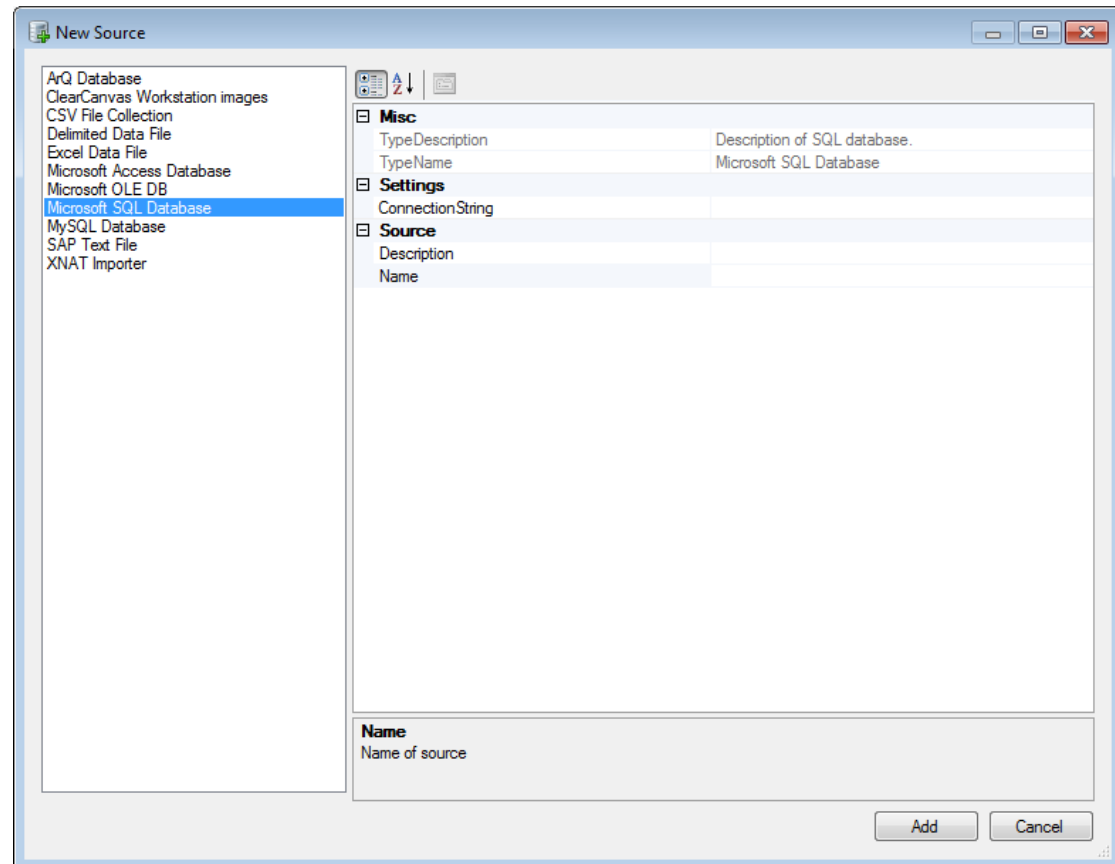 New Source
ArQ Database
ClearCanvas Workstation images
CSV File Collection
Delimited Data File
Excel Data File
Microsoft Access Database
Microsoft OLE DB
Microsoft SQL Database
MySQL Database
SAP Text File
XNAT Importer
Misc
TypeDescription Description of SQL database.
TypeName Microsoft SQL Database
Settings
ConnectionString
Source
Description
Name
Name
Name of source
Add Cancel